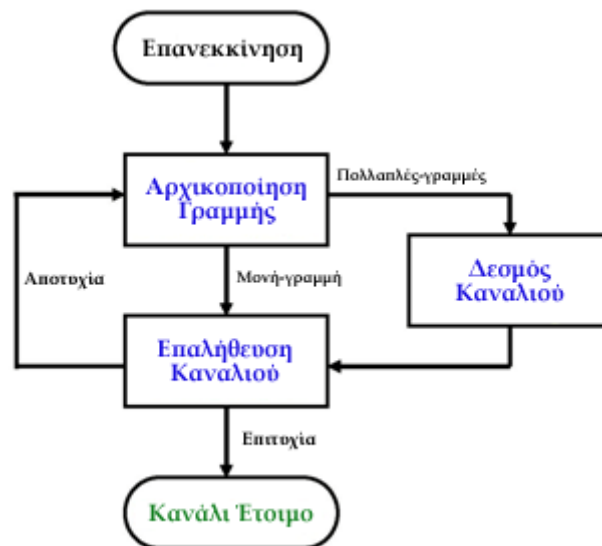 Επανεκκίνηση
Αρχικοποίηση
Γραμμής
Πολλαπλές-γραμμές
Δεσμός
Καναλιού
Αποτυχία
Μονή-γραμμή
Επαλήθευση
Καναλιού
Επιτυχία
Κανάλι Έτοιμο